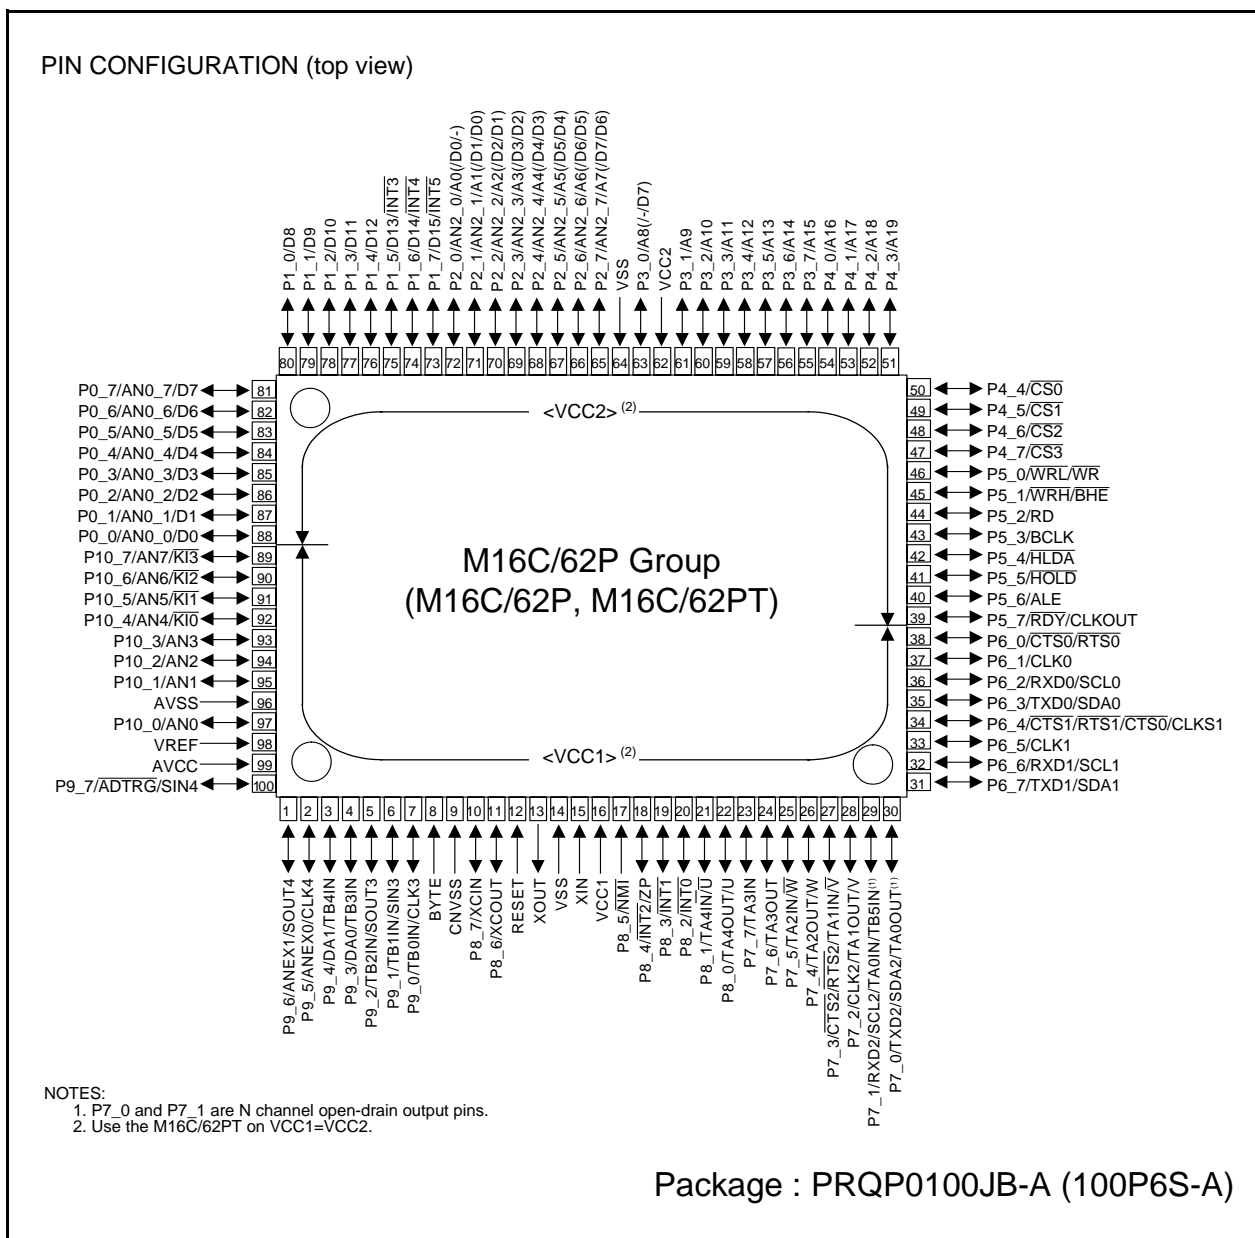 PIN CONFIGURATION (top view)
P1_0/D8
P1_1/D9
P1_2/D10
P1_3/D11
P1_4/D12
P1_5/D13/INT3
P1_6/D14/INT4
P1_7/D15/INT5
P2_0/AN2_0/A0(/D0/-)
P2_1/AN2_1/A1(/D1/D0)
P2_2/AN2_2/A2(/D2/D1)
P2_3/AN2_3/A3(/D3/D2)
P2_4/AN2_4/A4(/D4/D3)
P2_5/AN2_5/A5(/D5/D4)
P2_6/AN2_6/A6(/D6/D5)
P2_7/AN2_7/A7(/D7/D6)
VSS
P3_0/A8(/-/D7)
VCC2
P3_1/A9
P3_2/A10
P3_3/A11
P3_4/A12
P3_5/A13
P3_6/A14
P3_7/A15
P4_0/A16
P4_1/A17
P4_2/A18
P4_3/A19
80 79 78 77 76 75 74 73 72 71 70 69 68 67 66 65 64 63 62 61 60 59 58 57 56 55 54 53 52 51
P0_7/AN0_7/D7 81
P0_6/AN0_6/D6 82
P0_5/AN0_5/D5 83
P0_4/AN0_4/D4 84
P0_3/AN0_3/D3 85
P0_2/AN0_2/D2 86
P0_1/AN0_1/D1 87
P0_0/AN0_0/D0 88
P10_7/AN7/KI3 89
P10_6/AN6/KI2 90
P10_5/AN5/KI1 91
P10_4/AN4/KI0 92
P10_3/AN3 93
P10_2/AN2 94
P10_1/AN1 95
AVSS 96
P10_0/AN0 97
VREF 98
AVCC 99
P9_7/ADTRG/SIN4 100
<VCC2> (2)
M16C/62P Group
(M16C/62P, M16C/62PT)
<VCC1> (2)
50 P4_4/CS0
49 P4_5/CS1
48 P4_6/CS2
47 P4_7/CS3
46 P5_0/WRL/WR
45 P5_1/WRH/BHE
44 P5_2/RD
43 P5_3/BCLK
42 P5_4/HLDA
41 P5_5/HOLD
40 P5_6/ALE
39 P5_7/RDY/CLKOUT
38 P6_0/CTS0/RTS0
37 P6_1/CLK0
36 P6_2/RXD0/SCL0
35 P6_3/TXD0/SDA0
34 P6_4/CTS1/RTS1/CTS0/CLKS1
33 P6_5/CLK1
32 P6_6/RXD1/SCL1
31 P6_7/TXD1/SDA1
1 2 3 4 5 6 7 8 9 10 11 12 13 14 15 16 17 18 19 20 21 22 23 24 25 26 27 28 29 30
P9_6/ANEX1/SOUT4
P9_5/ANEX0/CLK4
P9_4/DA1/TB4IN
P9_3/DA0/TB3IN
P9_2/TB2IN/SOUT3
P9_1/TB1IN/SIN3
P9_0/TB0IN/CLK3
BYTE
CNVSS
P8_7/XCIN
P8_6/XCOUT
RESET
XOUT
VSS
XIN
VCC1
P8_5/NMI
P8_4/INT2/ZP
P8_3/INT1
P8_2/INT0
P8_1/TA4IN/U
P8_0/TA4OUT/U
P7_7/TA3IN
P7_6/TA3OUT
P7_5/TA2IN/W
P7_4/TA2OUT/W
P7_3/CTS2/RTS2/TA1IN/V
P7_2/CLK2/TA1OUT/V
P7_1/RXD2/SCL2/TA0IN/TB5IN(1)
P7_0/TXD2/SDA2/TA0OUT(1)
NOTES:
1. P7_0 and P7_1 are N channel open-drain output pins.
2. Use the M16C/62PT on VCC1=VCC2.
Package : PRQP0100JB-A (100P6S-A)